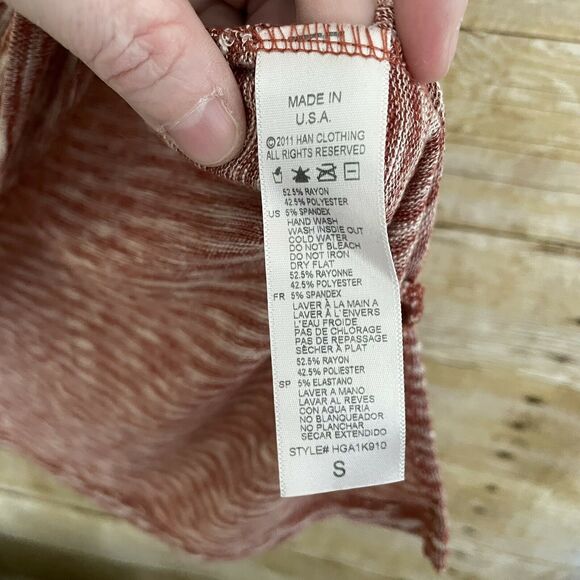 MADE IN
U.S.A.
©2011 HAN CLOTHING
ALL RIGHTS RESERVED
52.5% RAYON
42.5% POLYESTER
US 5% SPANDEX
HAND WASH
WASH INSDIE OUT
COLD WATER
DO NOT BLEACH
DO NOT IRON
DRY FLAT
52.5% RAYONNE
42.5% POLYESTER
FR 5% SPANDEX
LAVER À LA MAIN A
LAVER À L'ENVERS
L'EAU FROIDE
PAS DE CHLORAGE
PAS DE REPASSAGE
SÉCHER À PLAT
52.5% RAYON
42.5% POLIESTER
SP 5% ELASTANO
LAVER A MANO
LAVAR AL REVES
CON AGUA FRIA
NO BLANQUEADOR
NO PLANCHAR
SECAR EXTENDIDO
STYLE# HGA1K910
S